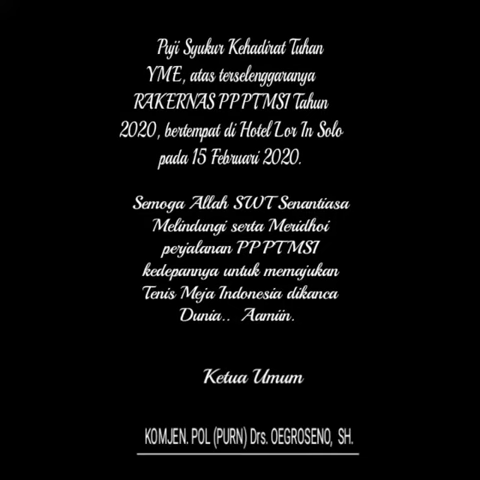 Puji Syukur Kehadirat Tuhan
YME, atas terselenggaranya
RAKERNAS PP PTMSI Tahun
2020, bertempat di Hotel Lor In Solo
pada 15 Februari 2020.
Semoga Allah SWT Senantiasa
Melindungi serta Meridhoi
perjalanan PP PTMSI
kedepannya untuk memajukan
Tenis Meja Indonesia dikanca
Dunia.. Aamiin.
Ketua Umum
KOMJEN. POL (PURN) Drs. OEGROSENO, SH.